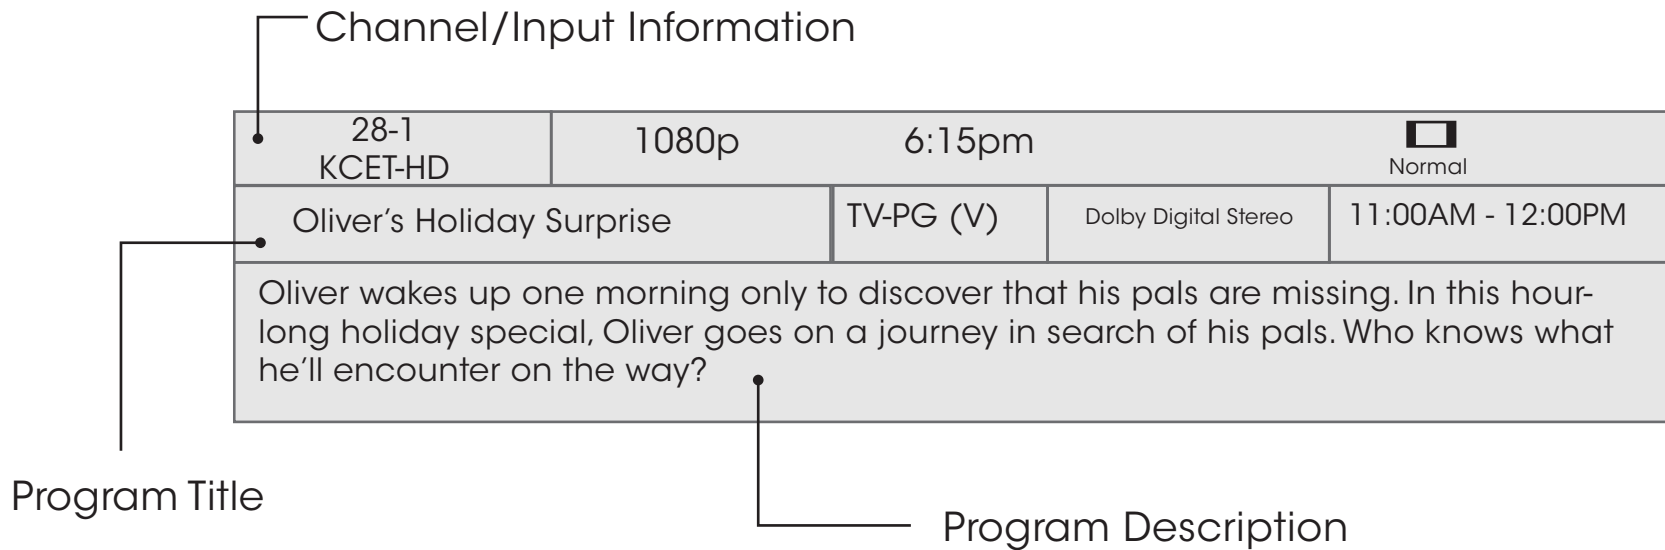 Channel/Input Information
28-1
KCET-HD
1080p
6:15pm
Normal
Oliver's Holiday Surprise
TV-PG (V)
Dolby Digital Stereo
11:00AM - 12:00PM
Oliver wakes up one morning only to discover that his pals are missing. In this hour-
long holiday special, Oliver goes on a journey in search of his pals. Who knows what
he'll encounter on the way?
Program Title
Program Description